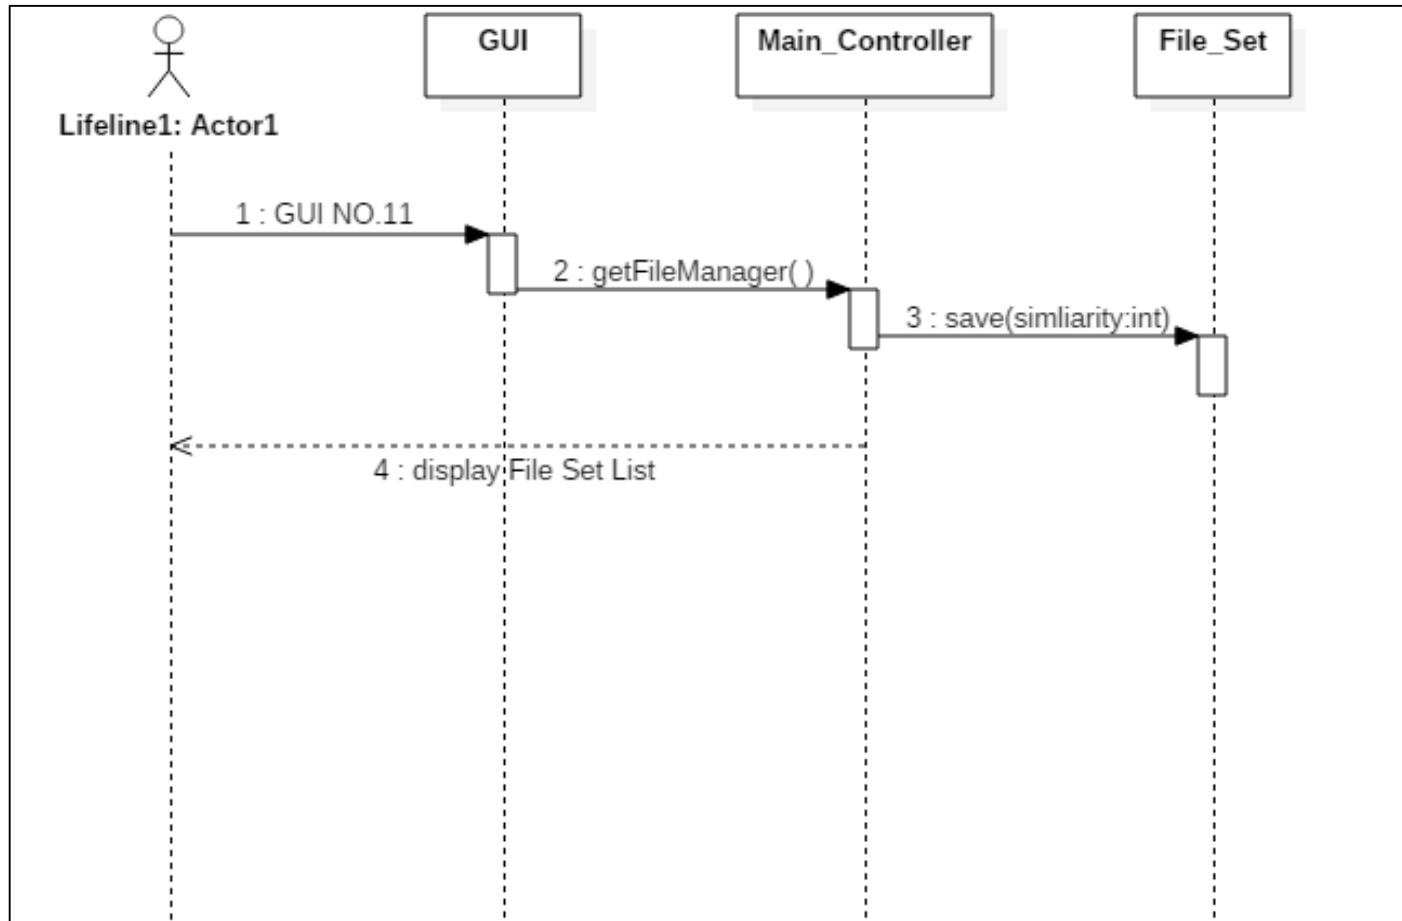 GUI
Main_Controller
File_Set
Lifeline1: Actor1
1 : GUI NO.11
2 : getFileManager( )
3 : save(simliarity:int)
4 : display File Set List